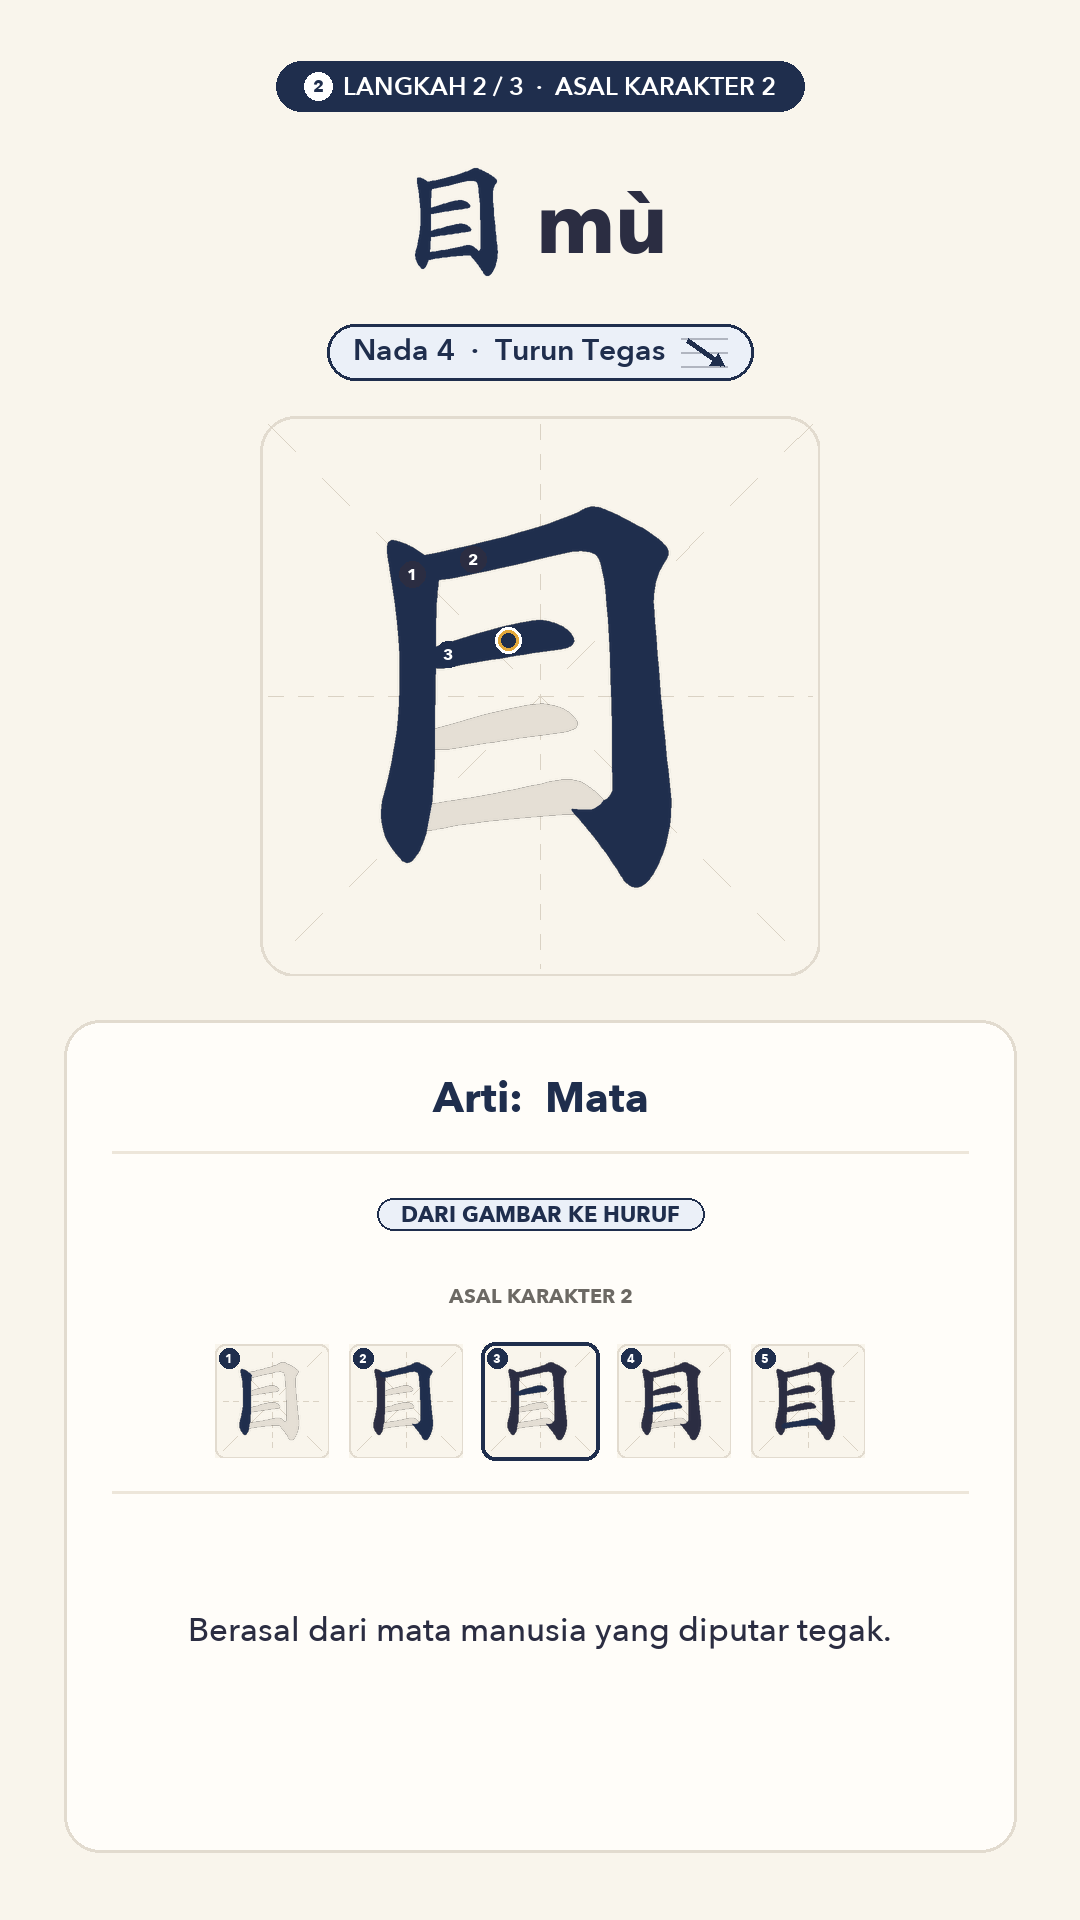 2 LANGKAH 2 / 3 · ASAL KARAKTER 2
目 mù
Nada 4 · Turun Tegas
1
2
3
Arti: Mata
DARI GAMBAR KE HURUF
ASAL KARAKTER 2
1 2 3 4 5
Berasal dari mata manusia yang diputar tegak.